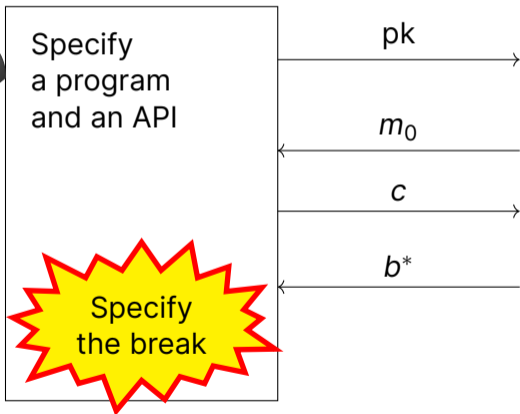 Specify
a program
and an API
pk
m₀
c
b*
Specify
the break